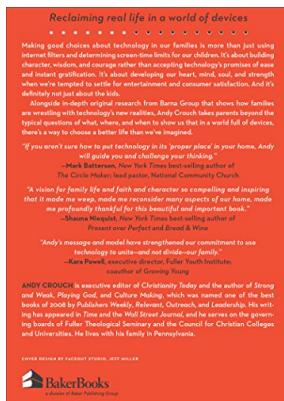 Reclaiming real life in a world of devices
Making good choices about technology in our families is more than just using
internet filters and determining screen-time limits for our children. It's about building
character, wisdom, and courage rather than accepting technology's promises of ease
and instant gratification. It's about developing our heart, mind, soul, and strength
when we're tempted to settle for entertainment and consumer satisfaction. And it's
definitely not just about the kids.
Alongside in-depth original research from Barna Group that shows how families
are wrestling with technology's new realities, Andy Crouch takes parents beyond the
typical questions of what, where, and when to show us that in a world full of devices,
there's a way to choose a better life than we've imagined.
"If you aren't sure how to put technology in its 'proper place' in your home, Andy
will guide you and challenge your thinking."
—Mark Batterson, New York Times best-selling author of
The Circle Maker; lead pastor, National Community Church
"A vision for family life and faith and character so compelling and inspiring
that it made me weep, made me reconsider many aspects of our home, made
me profoundly thankful for this beautiful and important book."
—Shauna Niequist, New York Times best-selling author of
Present over Perfect and Bread & Wine
"Andy's message and model have strengthened our commitment to use
technology to unite—and not divide—our family."
—Kara Powell, executive director, Fuller Youth Institute;
coauthor of Growing Young
ANDY CROUCH is executive editor of Christianity Today and the author of Strong
and Weak, Playing God, and Culture Making, which was named one of the best
books of 2008 by Publishers Weekly, Relevant, Outreach, and Leadership. His writ-
ing has appeared in Time and the Wall Street Journal, and he serves on the govern-
ing boards of Fuller Theological Seminary and the Council for Christian Colleges
and Universities. He lives with his family in Pennsylvania.
COVER DESIGN BY FACEOUT STUDIO, JEFF MILLER
BakerBooks
a division of Baker Publishing Group